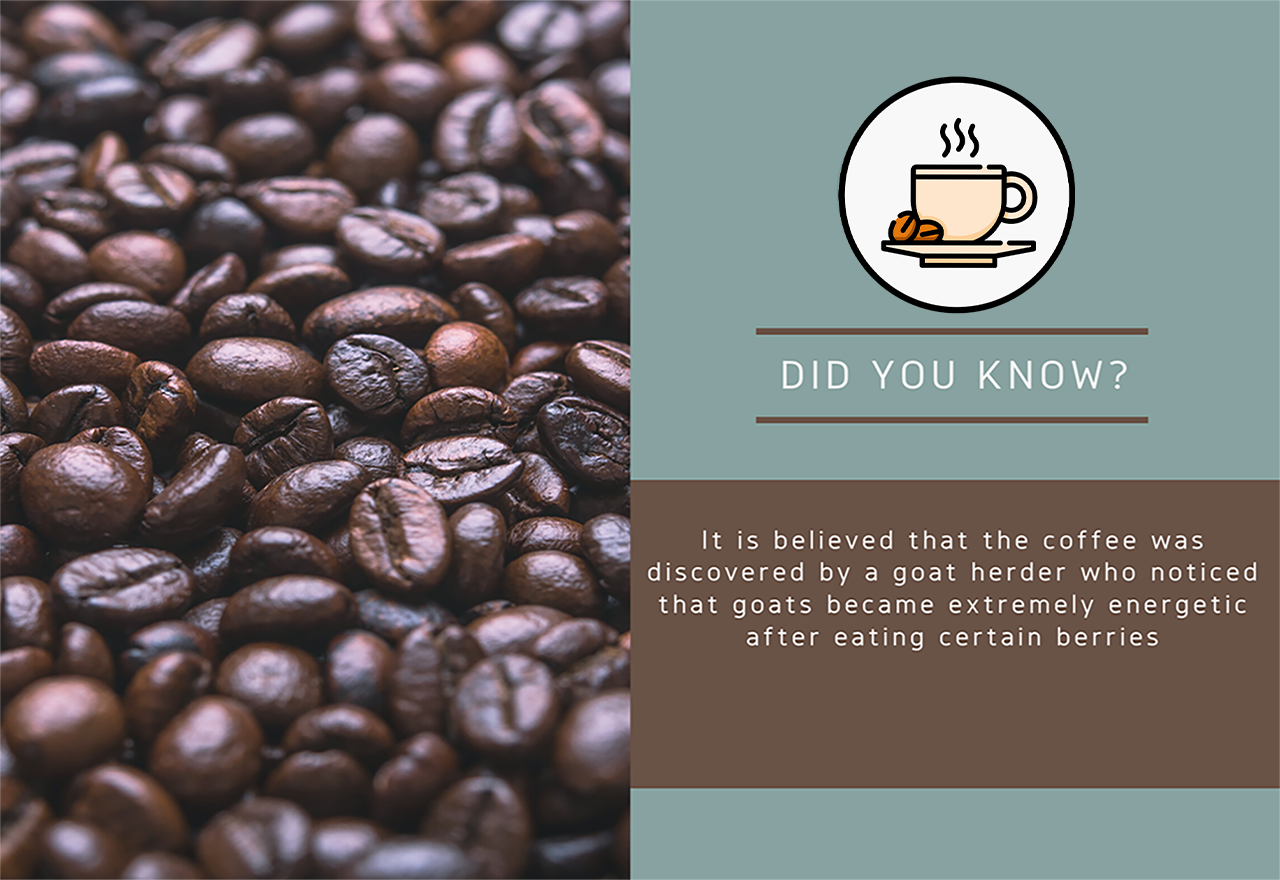 DID YOU KNOW?
It is believed that the coffee was
discovered by a goat herder who noticed
that goats became extremely energetic
after eating certain berries